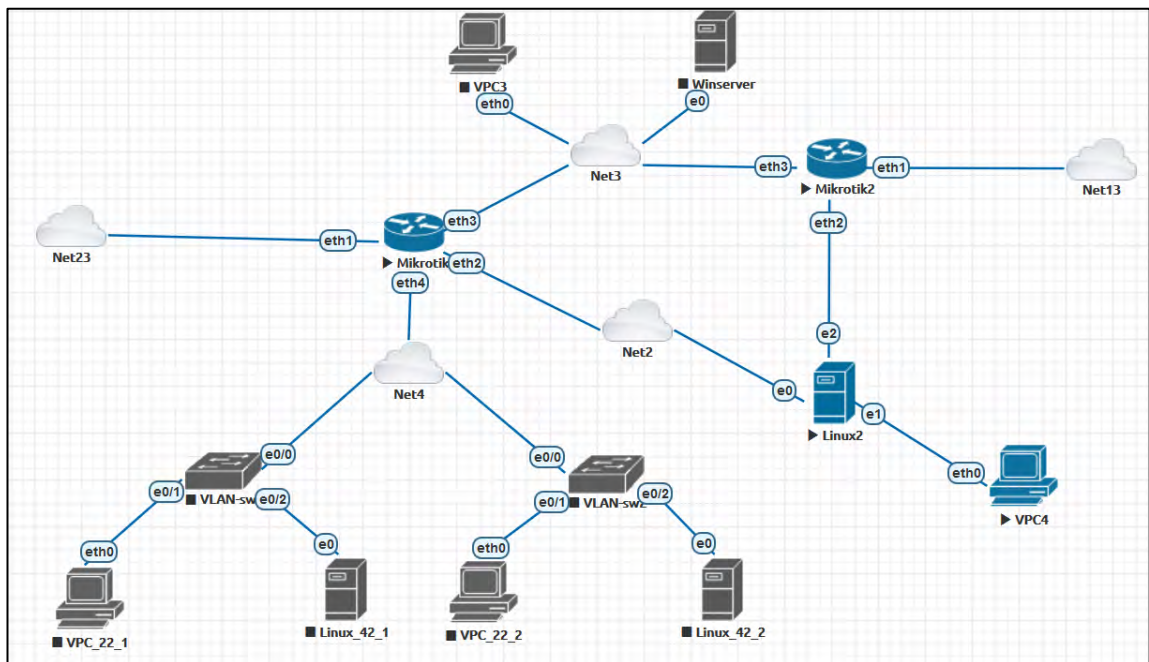 VPC3
Winserver
eth0
e0
Net3
eth3
Mikrotik2
eth1
Net13
eth2
Net23
eth1
eth3
Mikrotik
eth2
eth4
Net2
e2
e0
Linux2
e1
Net4
eth0
VPC4
e0/0
e0/0
e0/1
VLAN-sw
e0/2
e0/1
VLAN-sw2
e0/2
eth0
e0
eth0
e0
VPC_22_1
Linux_42_1
VPC_22_2
Linux_42_2